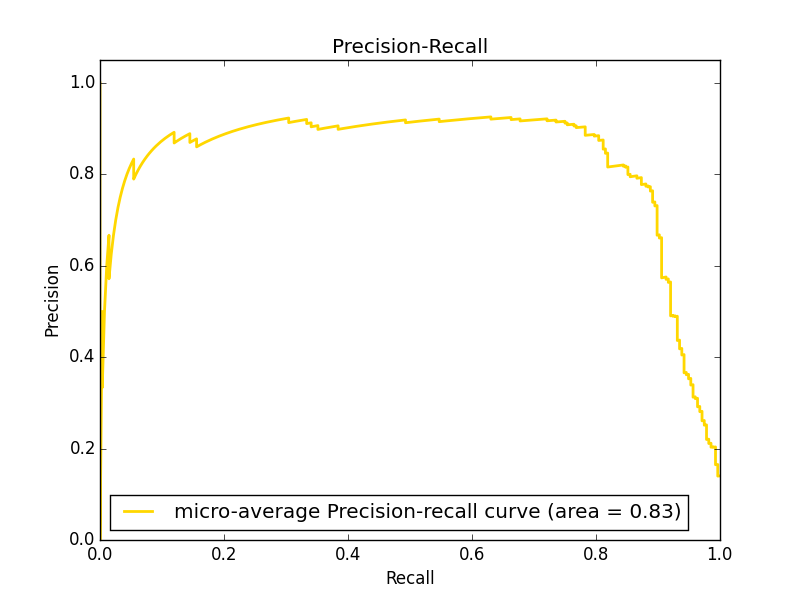 Precision-Recall
1.0
0.8
0.6
0.4
0.2
0.0
Precision
micro-average Precision-recall curve (area = 0.83)
0.0 0.2 0.4 0.6 0.8 1.0
Recall